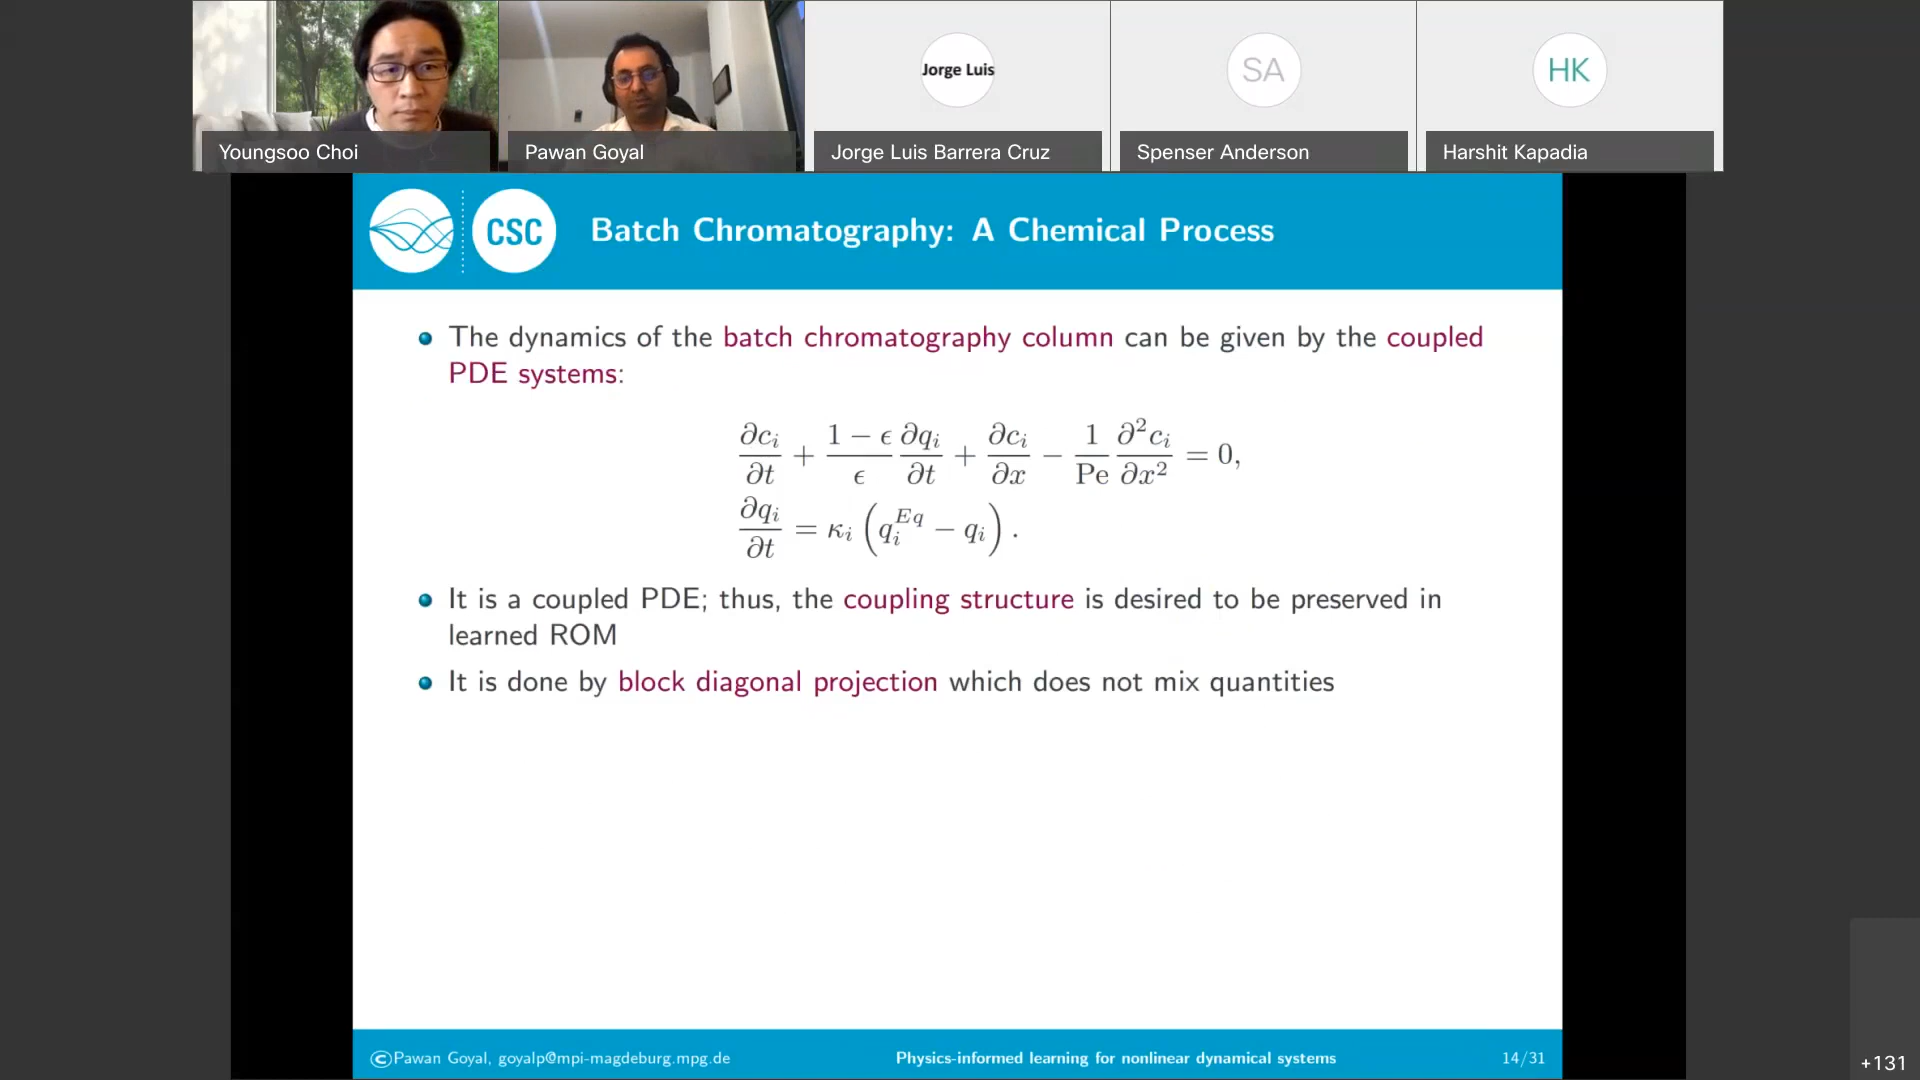 Jorge Luis
SA
HK
Youngsoo Choi
Pawan Goyal
Jorge Luis Barrera Cruz
Spenser Anderson
Harshit Kapadia
CSC
Batch Chromatography: A Chemical Process
The dynamics of the batch chromatography column can be given by the coupled
PDE systems:
∂c_i/∂t + (1 − ϵ)/ϵ ∂q_i/∂t + ∂c_i/∂x − 1/Pe ∂²c_i/∂x² = 0,
∂q_i/∂t = κ_i (q_i^{Eq} − q_i).
It is a coupled PDE; thus, the coupling structure is desired to be preserved in
learned ROM
It is done by block diagonal projection which does not mix quantities
© Pawan Goyal, goyalp@mpi-magdeburg.mpg.de
Physics-informed learning for nonlinear dynamical systems
14/31
+131